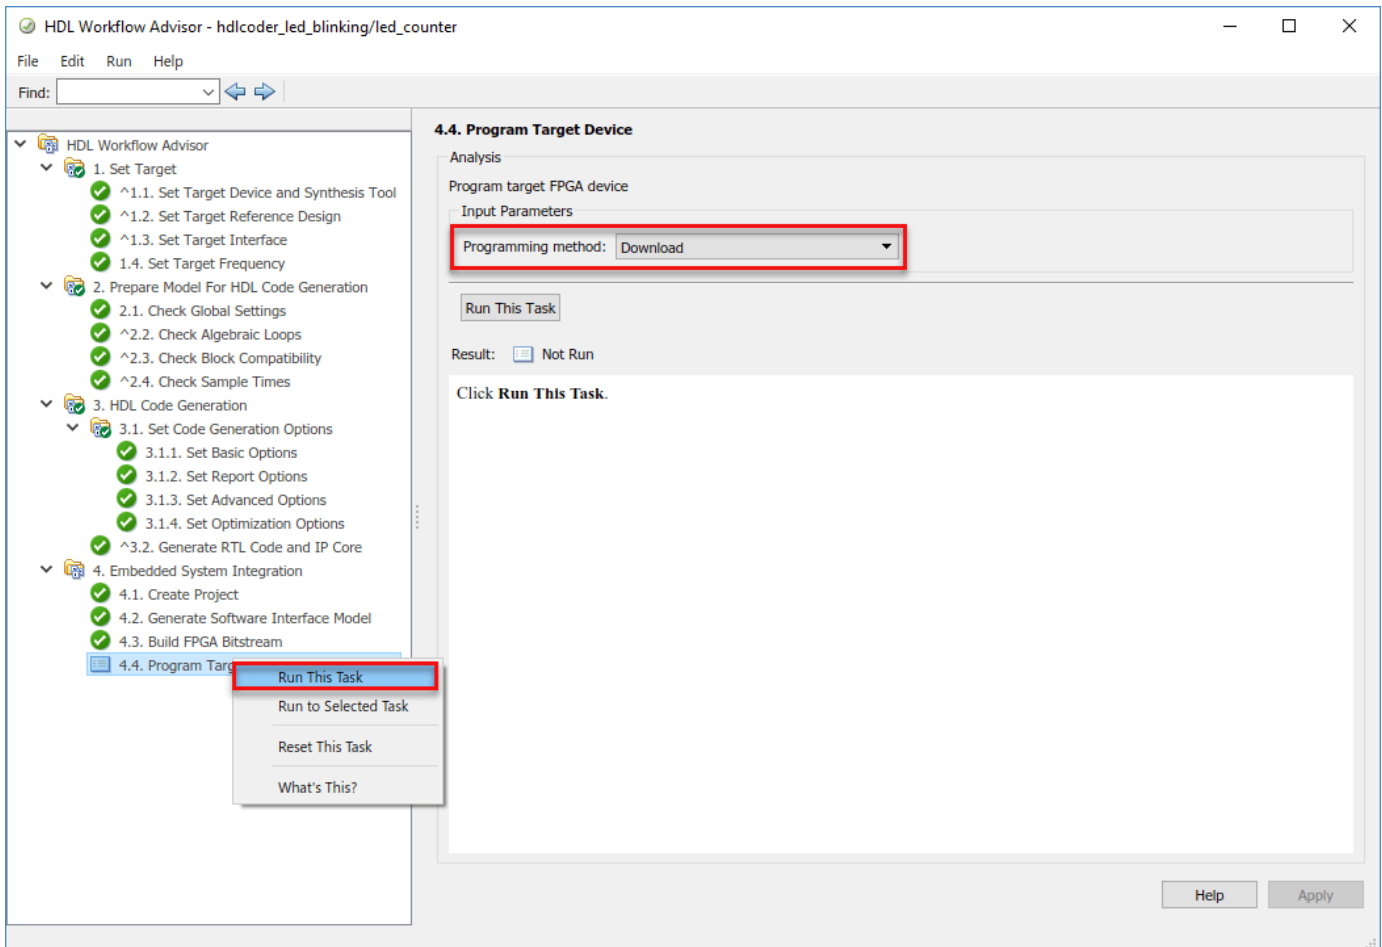 HDL Workflow Advisor - hdlcoder_led_blinking/led_counter
File Edit Run Help
Find:
HDL Workflow Advisor
1. Set Target
^1.1. Set Target Device and Synthesis Tool
^1.2. Set Target Reference Design
^1.3. Set Target Interface
1.4. Set Target Frequency
2. Prepare Model For HDL Code Generation
2.1. Check Global Settings
^2.2. Check Algebraic Loops
^2.3. Check Block Compatibility
^2.4. Check Sample Times
3. HDL Code Generation
3.1. Set Code Generation Options
3.1.1. Set Basic Options
3.1.2. Set Report Options
3.1.3. Set Advanced Options
3.1.4. Set Optimization Options
^3.2. Generate RTL Code and IP Core
4. Embedded System Integration
4.1. Create Project
4.2. Generate Software Interface Model
4.3. Build FPGA Bitstream
4.4. Program Targ
Run This Task
Run to Selected Task
Reset This Task
What's This?
4.4. Program Target Device
Analysis
Program target FPGA device
Input Parameters
Programming method: Download
Run This Task
Result: Not Run
Click Run This Task.
Help Apply